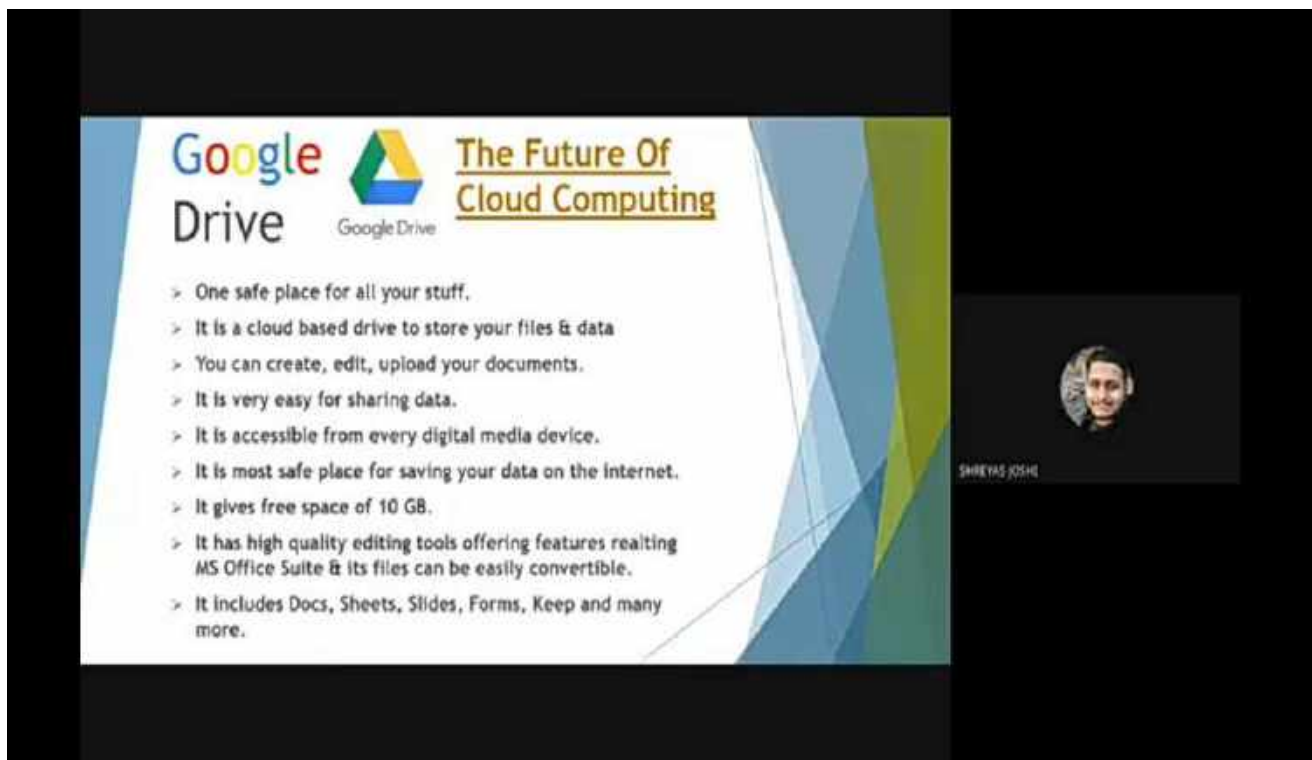 Google
Drive
Google Drive
The Future Of
Cloud Computing
➢ One safe place for all your stuff.
➢ It is a cloud based drive to store your files & data
➢ You can create, edit, upload your documents.
➢ It is very easy for sharing data.
➢ It is accessible from every digital media device.
➢ It is most safe place for saving your data on the internet.
➢ It gives free space of 10 GB.
➢ It has high quality editing tools offering features realting
MS Office Suite & its files can be easily convertible.
➢ It includes Docs, Sheets, Slides, Forms, Keep and many
more.
SHREYAS JOSHI